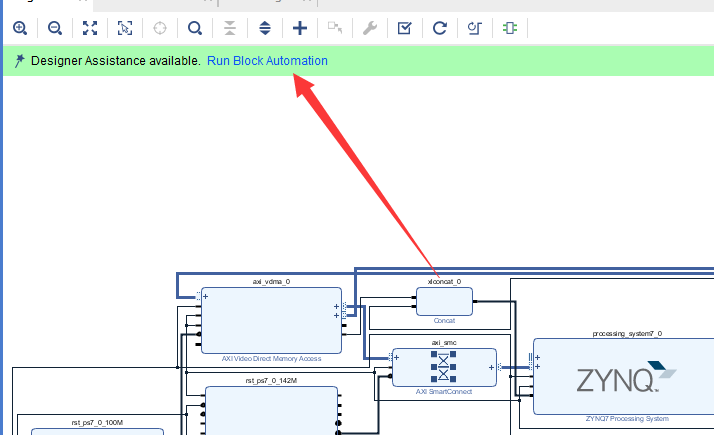 Designer Assistance available. Run Block Automation
axi_vdma_0
AXI Video Direct Memory Access
xlconcat_0
Concat
axi_smc
AXI SmartConnect
processing_system7_0
ZYNQ
ZYNQ7 Processing System
rst_ps7_0_142M
rst_ps7_0_100M